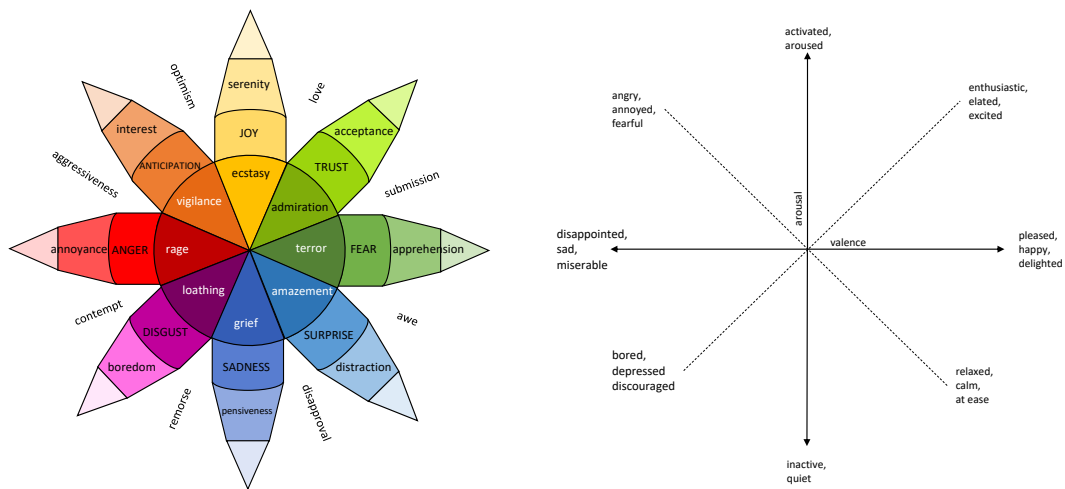 optimism
serenity
love
interest
JOY
acceptance
ANTICIPATION
TRUST
aggressiveness
ecstasy
submission
vigilance
admiration
annoyance
ANGER
rage
terror
FEAR
apprehension
loathing
amazement
contempt
grief
awe
DISGUST
SURPRISE
boredom
SADNESS
distraction
remorse
pensiveness
disapproval
activated,
aroused
angry,
annoyed,
fearful
enthusiastic,
elated,
excited
arousal
valence
disappointed,
sad,
miserable
pleased,
happy,
delighted
bored,
depressed
discouraged
relaxed,
calm,
at ease
inactive,
quiet